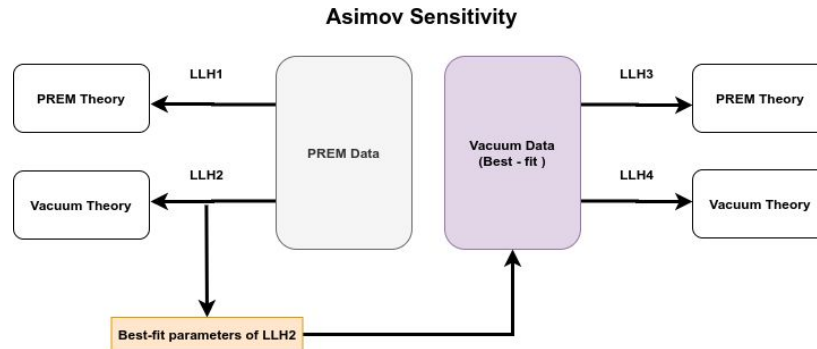 Asimov Sensitivity
LLH1
LLH3
PREM Theory
PREM Theory
PREM Data
Vacuum Data
(Best - fit )
LLH2
LLH4
Vacuum Theory
Vacuum Theory
Best-fit parameters of LLH2